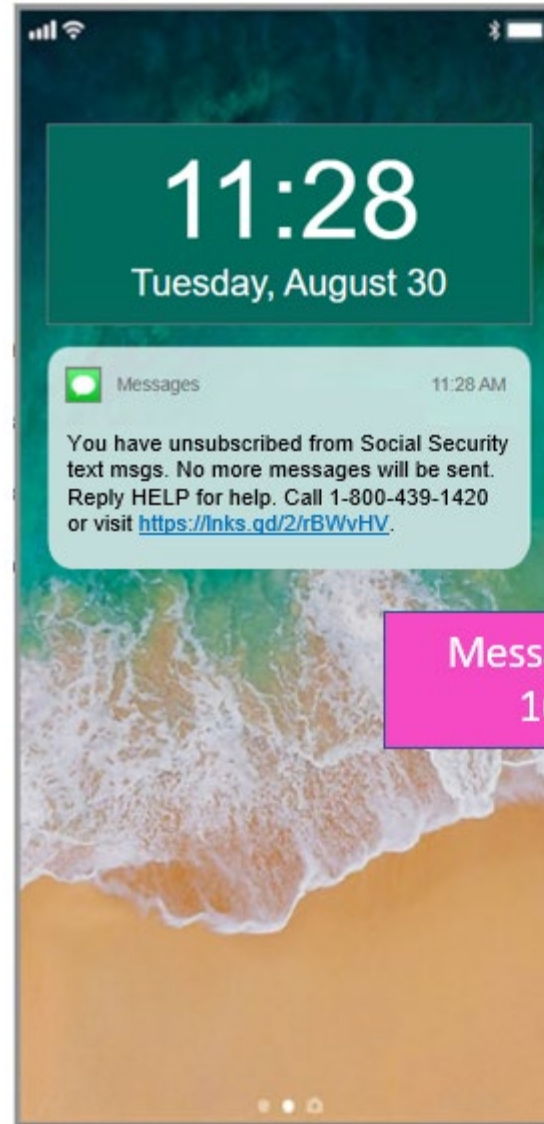 11:28
Tuesday, August 30
Messages 11:28 AM
You have unsubscribed from Social Security
text msgs. No more messages will be sent.
Reply HELP for help. Call 1-800-439-1420
or visit https://lnks.gd/2/rBWvHV.